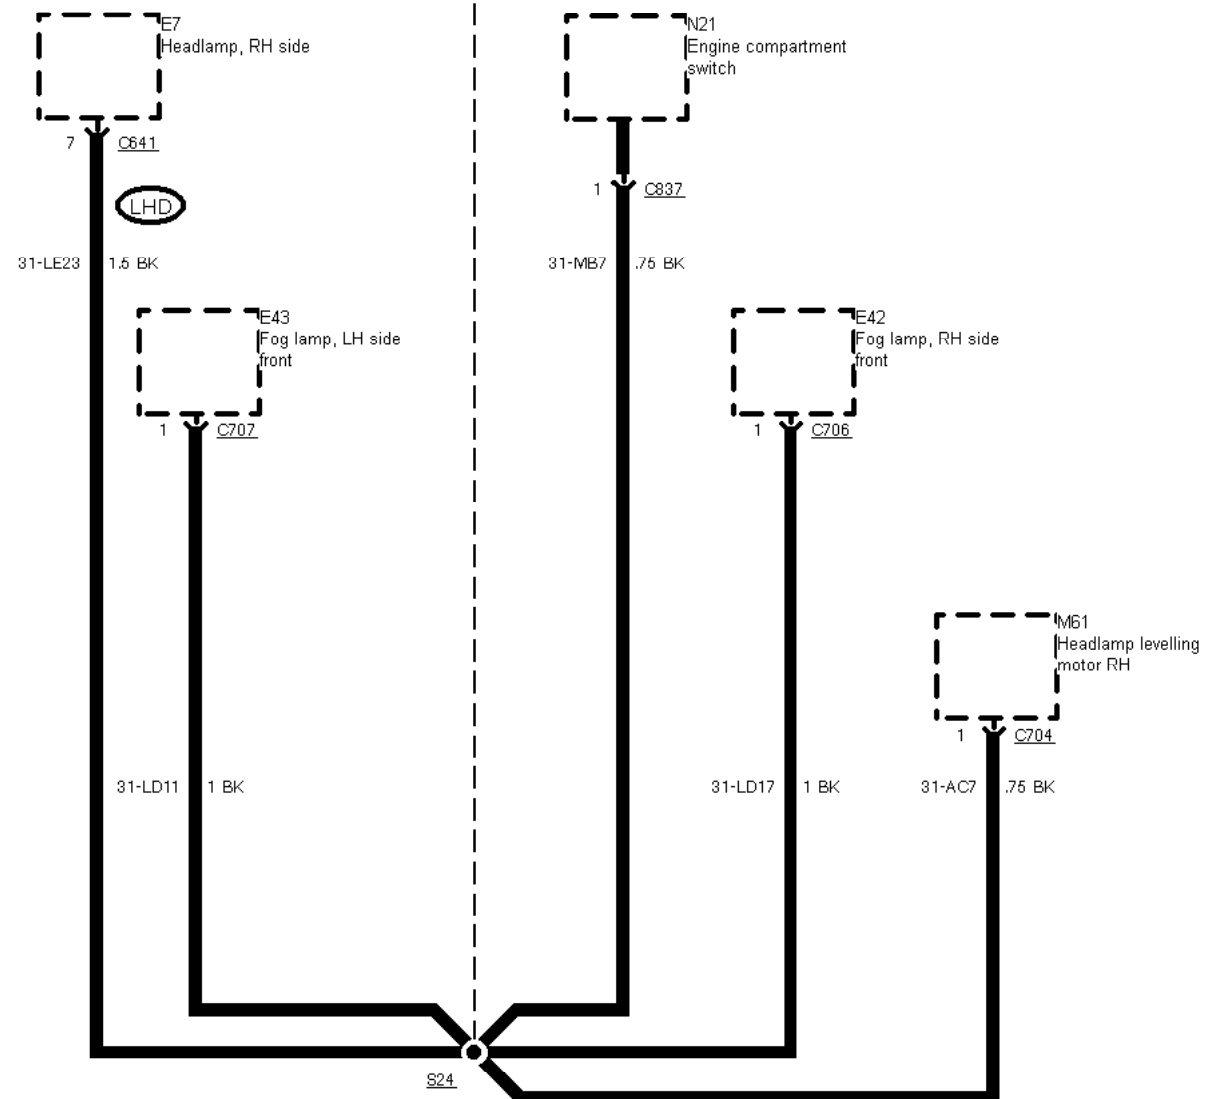 E7
Headlamp, RH side
7 C641
LHD
31-LE23 1.5 BK
E43
Fog lamp, LH side
front
1 C707
31-LD11 1 BK
N21
Engine compartment
switch
1 C837
31-MB7 .75 BK
E42
Fog lamp, RH side
front
1 C706
31-LD17 1 BK
M61
Headlamp levelling
motor RH
1 C704
31-AC7 .75 BK
S24